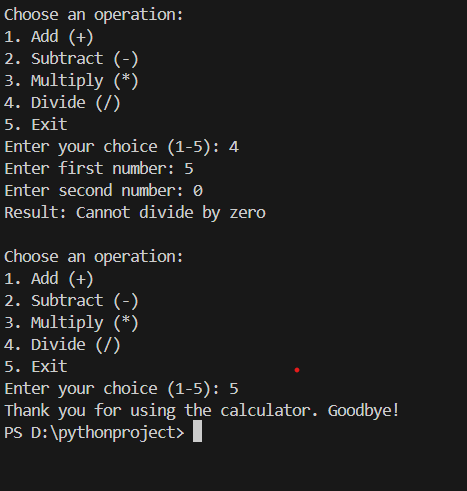 Choose an operation:
1. Add (+)
2. Subtract (-)
3. Multiply (*)
4. Divide (/)
5. Exit
Enter your choice (1-5): 4
Enter first number: 5
Enter second number: 0
Result: Cannot divide by zero
Choose an operation:
1. Add (+)
2. Subtract (-)
3. Multiply (*)
4. Divide (/)
5. Exit
Enter your choice (1-5): 5
Thank you for using the calculator. Goodbye!
PS D:\pythonproject>